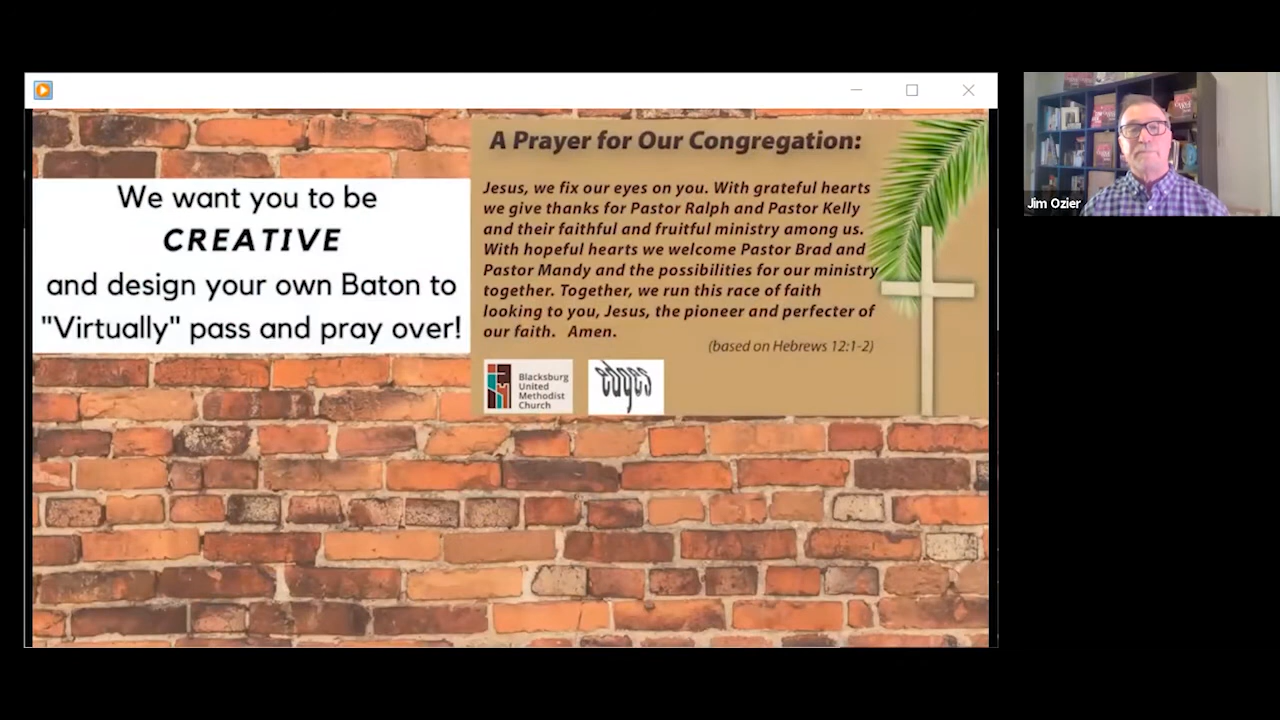 We want you to be
CREATIVE
and design your own Baton to
"Virtually" pass and pray over!
A Prayer for Our Congregation:
Jesus, we fix our eyes on you. With grateful hearts
we give thanks for Pastor Ralph and Pastor Kelly
and their faithful and fruitful ministry among us.
With hopeful hearts we welcome Pastor Brad and
Pastor Mandy and the possibilities for our ministry
together. Together, we run this race of faith
looking to you, Jesus, the pioneer and perfecter of
our faith. Amen.
(based on Hebrews 12:1-2)
Blacksburg
United
Methodist
Church
edges
Jim Ozier